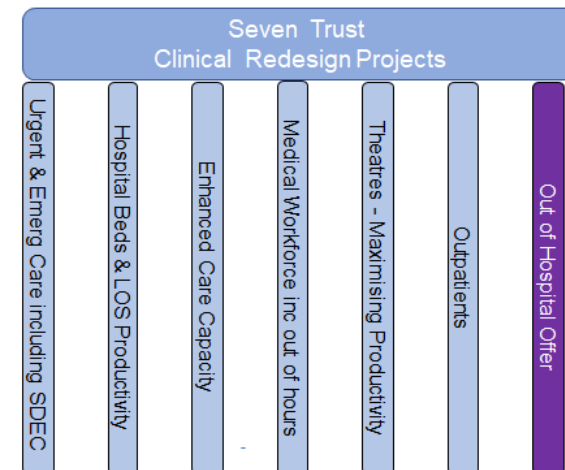 Seven Trust
Clinical Redesign Projects
Urgent & Emerg Care including SDEC
Hospital Beds & LOS Productivity
Enhanced Care Capacity
Medical Workforce inc out of hours
Theatres - Maximising Productivity
Outpatients
Out of Hospital Offer